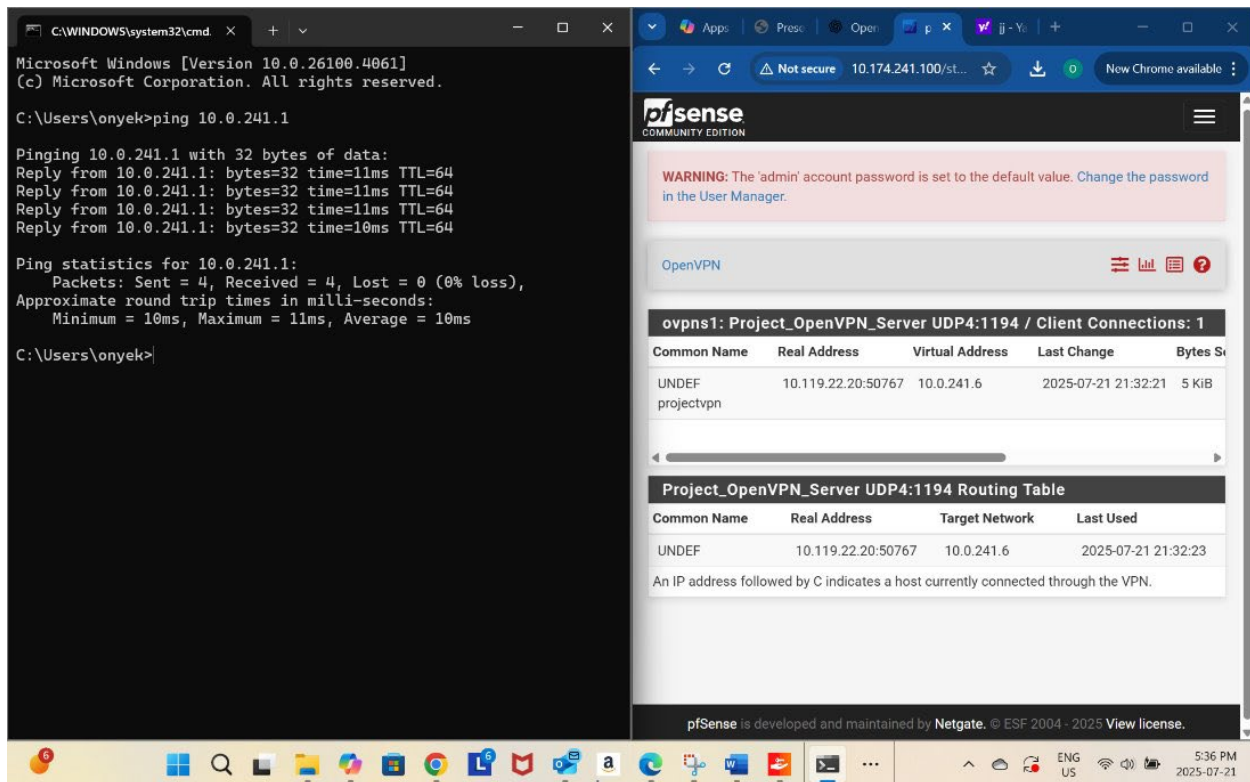 C:\WINDOWS\system32\cmd.
Microsoft Windows [Version 10.0.26100.4061]
(c) Microsoft Corporation. All rights reserved.
C:\Users\onyek>ping 10.0.241.1
Pinging 10.0.241.1 with 32 bytes of data:
Reply from 10.0.241.1: bytes=32 time=11ms TTL=64
Reply from 10.0.241.1: bytes=32 time=11ms TTL=64
Reply from 10.0.241.1: bytes=32 time=11ms TTL=64
Reply from 10.0.241.1: bytes=32 time=10ms TTL=64
Ping statistics for 10.0.241.1:
Packets: Sent = 4, Received = 4, Lost = 0 (0% loss),
Approximate round trip times in milli-seconds:
Minimum = 10ms, Maximum = 11ms, Average = 10ms
C:\Users\onyek>
Apps Prese Open p jj - Ya
Not secure 10.174.241.100/st... New Chrome available
pfsense
COMMUNITY EDITION
WARNING: The 'admin' account password is set to the default value. Change the password
in the User Manager.
OpenVPN
ovpns1: Project_OpenVPN_Server UDP4:1194 / Client Connections: 1
Common Name Real Address Virtual Address Last Change Bytes Se
UNDEF 10.119.22.20:50767 10.0.241.6 2025-07-21 21:32:21 5 KiB
projectvpn
Project_OpenVPN_Server UDP4:1194 Routing Table
Common Name Real Address Target Network Last Used
UNDEF 10.119.22.20:50767 10.0.241.6 2025-07-21 21:32:23
An IP address followed by C indicates a host currently connected through the VPN.
pfSense is developed and maintained by Netgate. © ESF 2004 - 2025 View license.
ENG
US
5:36 PM
2025-07-21